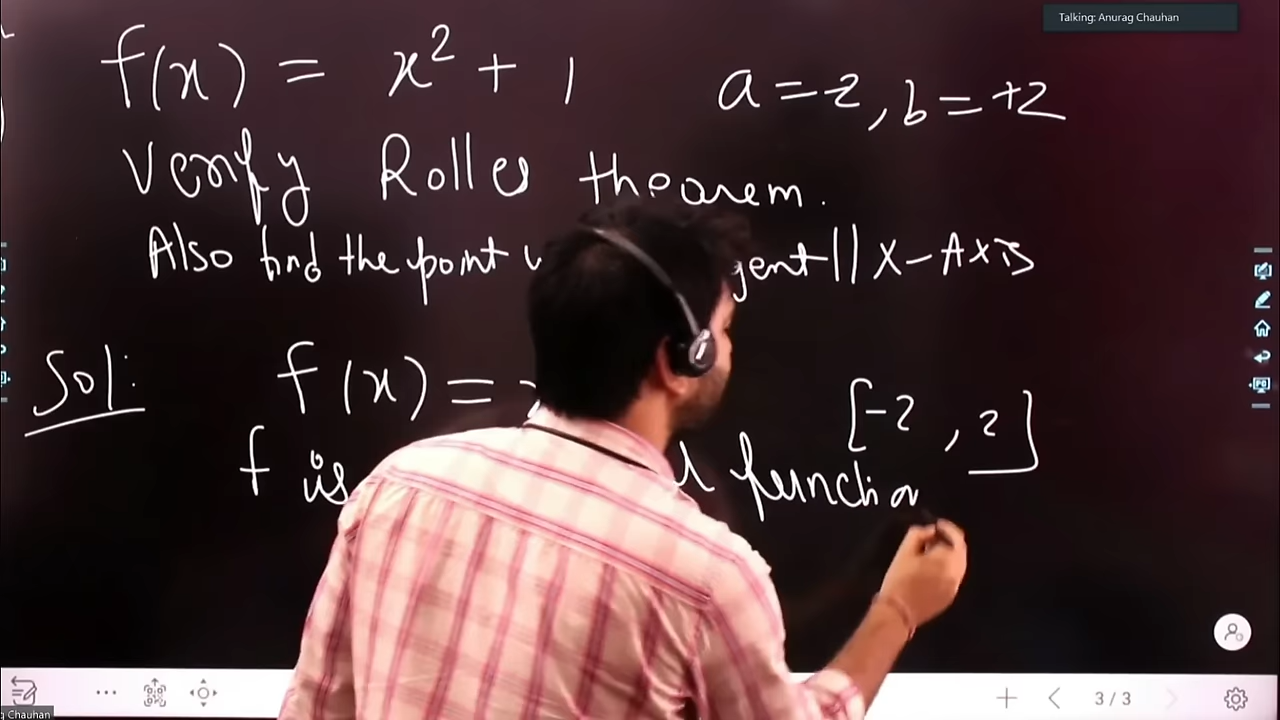 Talking: Anurag Chauhan
f(x) = x² + 1 a = -2, b = +2
Verify Rolles theorem.
Also find the point gent || X-Axis
Sol: f(x) = [-2, 2]
f is function
3/3
g Chauhan